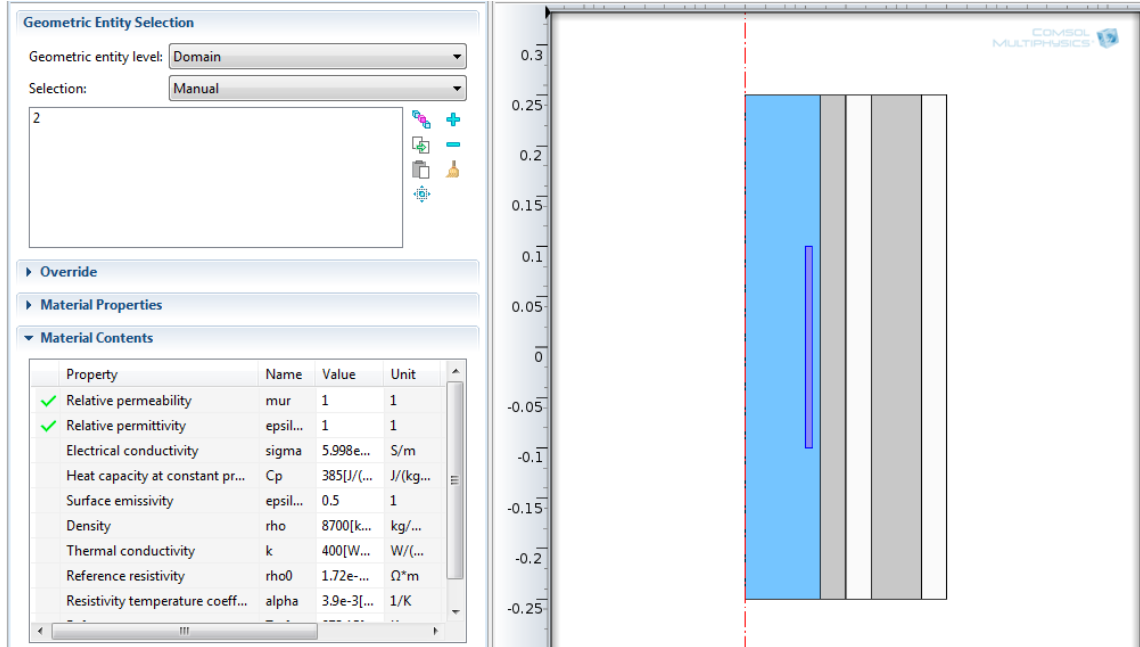 Geometric Entity Selection
Geometric entity level: Domain
Selection: Manual
2
Override
Material Properties
Material Contents
Property Name Value Unit
Relative permeability mur 1 1
Relative permittivity epsil... 1 1
Electrical conductivity sigma 5.998e... S/m
Heat capacity at constant pr... Cp 385[J/(... J/(kg...
Surface emissivity epsil... 0.5 1
Density rho 8700[k... kg/...
Thermal conductivity k 400[W... W/(...
Reference resistivity rho0 1.72e-... Ω*m
Resistivity temperature coeff... alpha 3.9e-3[... 1/K
COMSOL
MULTIPHYSICS
0.3
0.25
0.2
0.15
0.1
0.05
0
-0.05
-0.1
-0.15
-0.2
-0.25